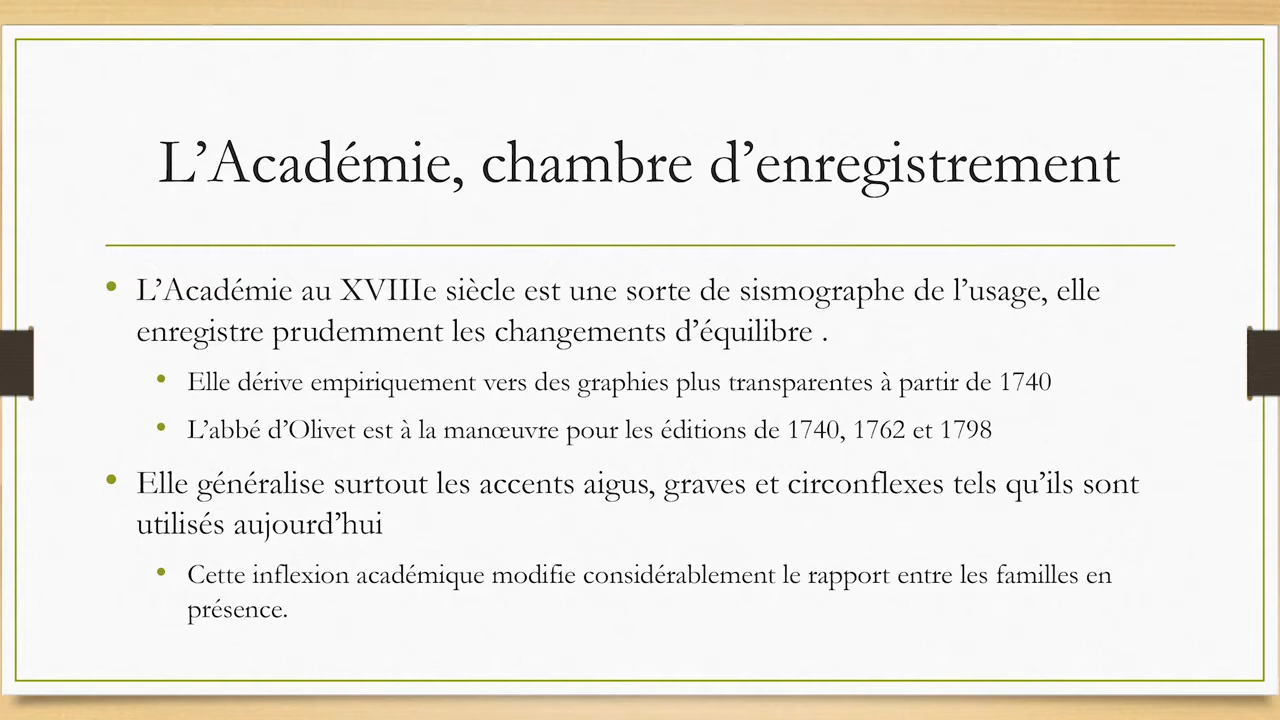 L’Académie, chambre d’enregistrement
• L’Académie au XVIIIe siècle est une sorte de sismographe de l’usage, elle
enregistre prudemment les changements d’équilibre .
• Elle dérive empiriquement vers des graphies plus transparentes à partir de 1740
• L’abbé d’Olivet est à la manœuvre pour les éditions de 1740, 1762 et 1798
• Elle généralise surtout les accents aigus, graves et circonflexes tels qu’ils sont
utilisés aujourd’hui
• Cette inflexion académique modifie considérablement le rapport entre les familles en
présence.